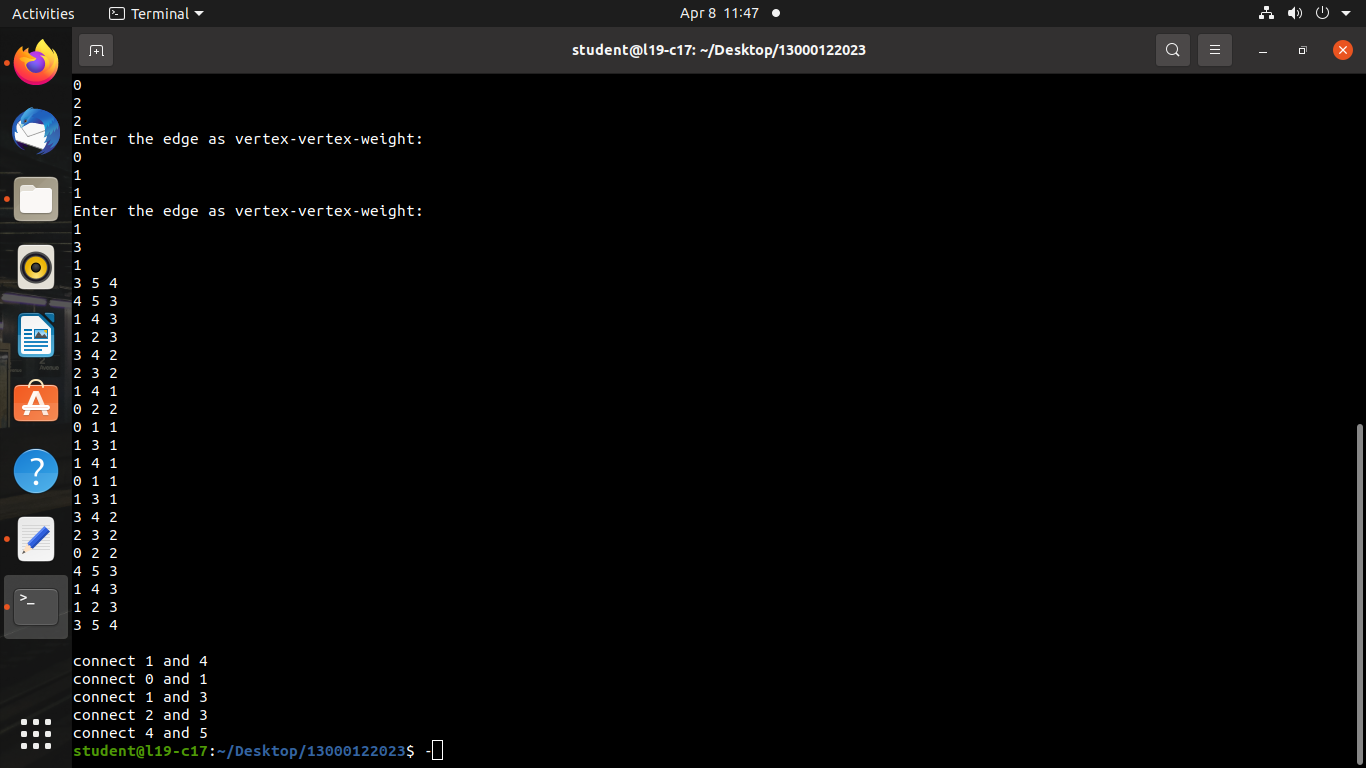 Activities Terminal Apr 8 11:47
student@l19-c17: ~/Desktop/13000122023
0
2
2
Enter the edge as vertex-vertex-weight:
0
1
1
Enter the edge as vertex-vertex-weight:
1
3
1
3 5 4
4 5 3
1 4 3
1 2 3
3 4 2
2 3 2
1 4 1
0 2 2
0 1 1
1 3 1
1 4 1
0 1 1
1 3 1
3 4 2
2 3 2
0 2 2
4 5 3
1 4 3
1 2 3
3 5 4
connect 1 and 4
connect 0 and 1
connect 1 and 3
connect 2 and 3
connect 4 and 5
student@l19-c17:~/Desktop/13000122023$ -